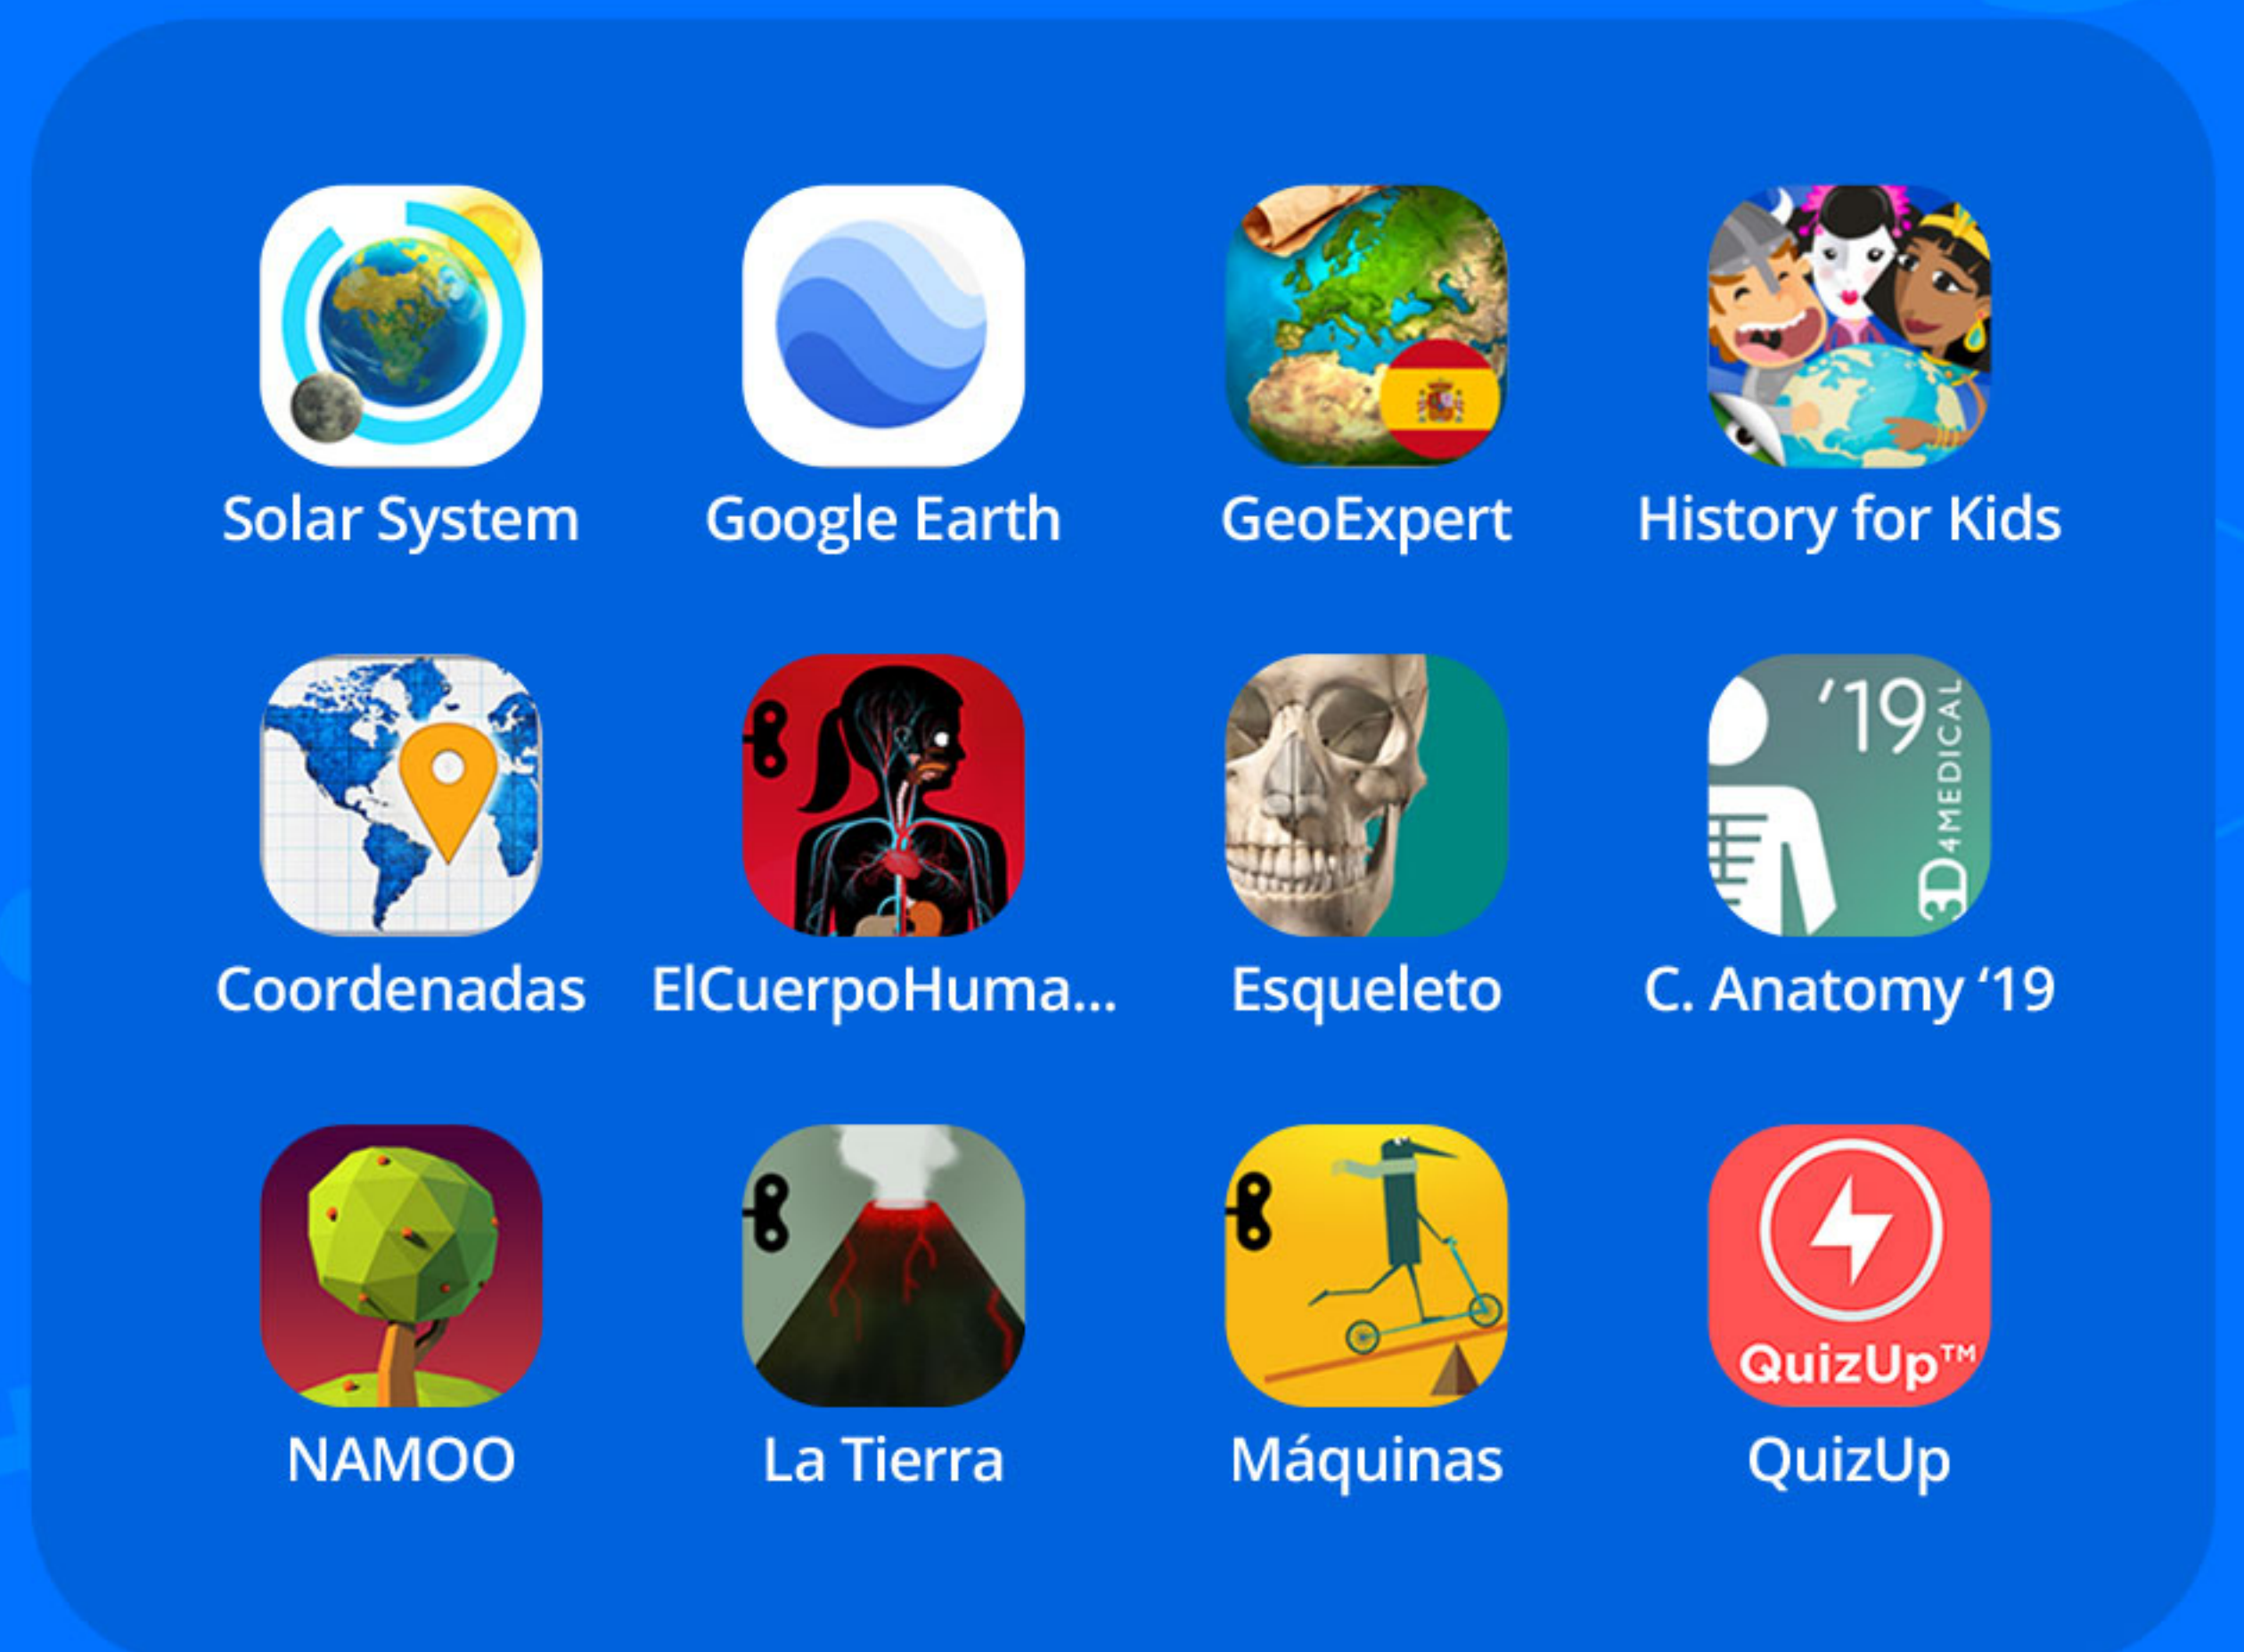 Solar System
Google Earth
GeoExpert
History for Kids
'19
3D4MEDICAL
Coordenadas
ElCuerpoHuma...
Esqueleto
C. Anatomy ‘19
QuizUp™
NAMOO
La Tierra
Máquinas
QuizUp